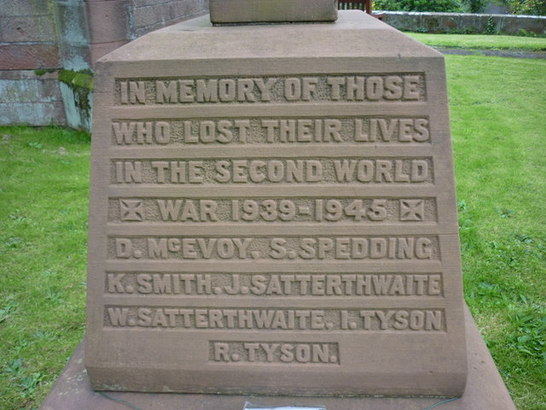 IN MEMORY OF THOSE
WHO LOST THEIR LIVES
IN THE SECOND WORLD
WAR 1939-1945
D. McEVOY. S. SPEDDING
K. SMITH. J. SATTERTHWAITE
W. SATTERTHWAITE. I. TYSON
R. TYSON.